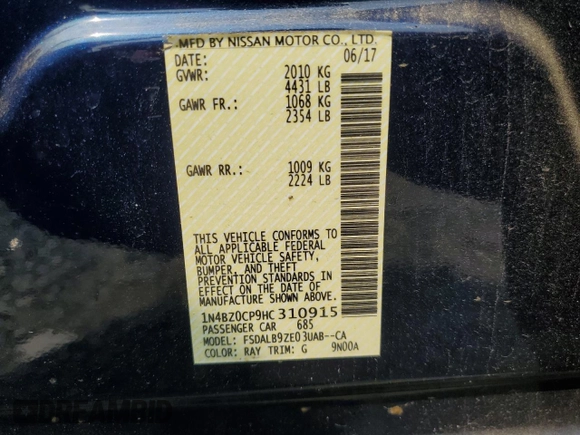 MFD BY NISSAN MOTOR CO., LTD.
DATE: 06/17
GVWR: 2010 KG
4431 LB
GAWR FR.: 1068 KG
2354 LB
GAWR RR.: 1009 KG
2224 LB
THIS VEHICLE CONFORMS TO
ALL APPLICABLE FEDERAL
MOTOR VEHICLE SAFETY,
BUMPER, AND THEFT
PREVENTION STANDARDS IN
EFFECT ON THE DATE OF
MANUFACTURE SHOWN ABOVE.
1N4BZ0CP9HC310915
PASSENGER CAR 685
MODEL: FSDALB9ZE03UAB--CA
COLOR: RAY TRIM: G 9N00A